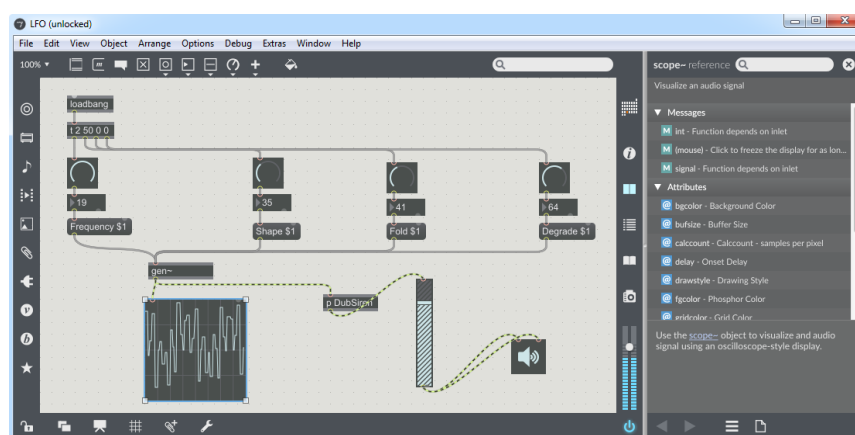 LFO (unlocked)
File Edit View Object Arrange Options Debug Extras Window Help
100%
scope~ reference
Visualize an audio signal
Messages
M int - Function depends on inlet
M (mouse) - Click to freeze the display for as lon...
M signal - Function depends on inlet
Attributes
@ bgcolor - Background Color
@ bufsize - Buffer Size
@ calccount - Calccount - samples per pixel
@ delay - Onset Delay
@ drawstyle - Drawing Style
@ fgcolor - Phosphor Color
@ gridcolor - Grid Color
Use the scope~ object to visualize and audio
signal using an oscilloscope-style display.
loadbang
t 2 50 0 0
19
35
41
64
Frequency $1
Shape $1
Fold $1
Degrade $1
gen~
p DubSiren